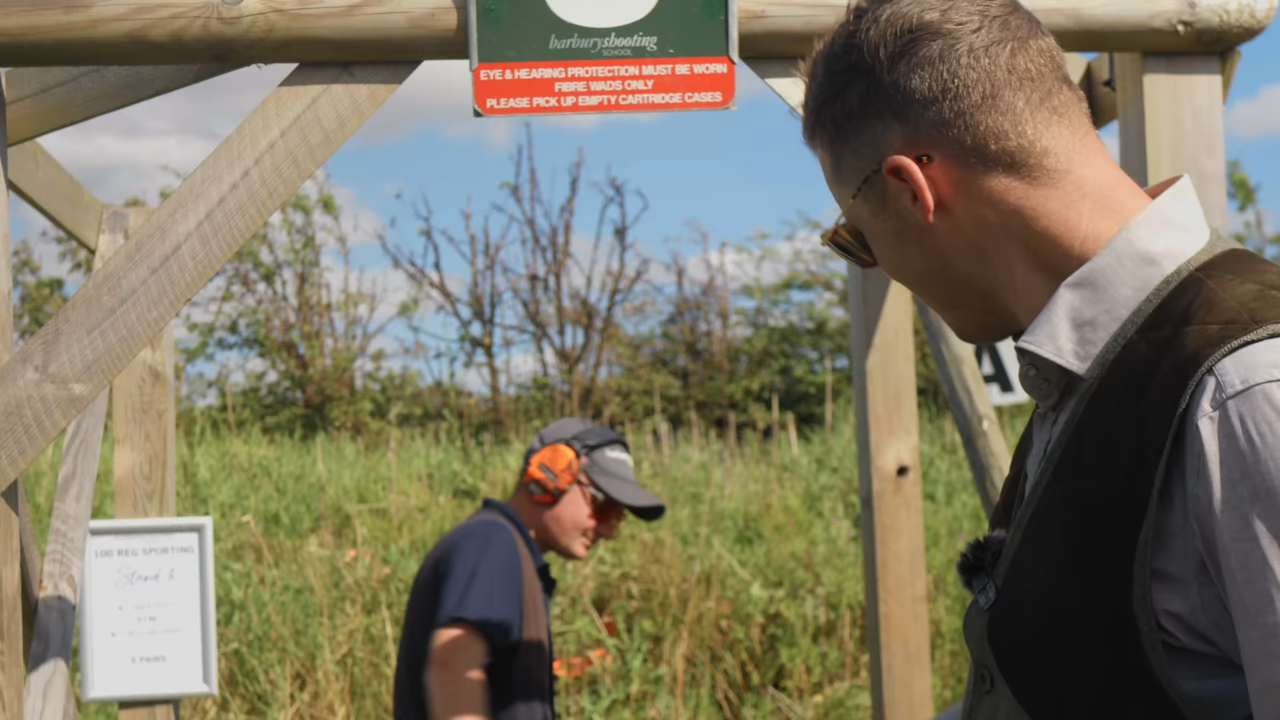 barburyshooting
SCHOOL
EYE & HEARING PROTECTION MUST BE WORN
FIBRE WADS ONLY
PLEASE PICK UP EMPTY CARTRIDGE CASES
A
100 REG SPORTING
Stand
5 PAIRS